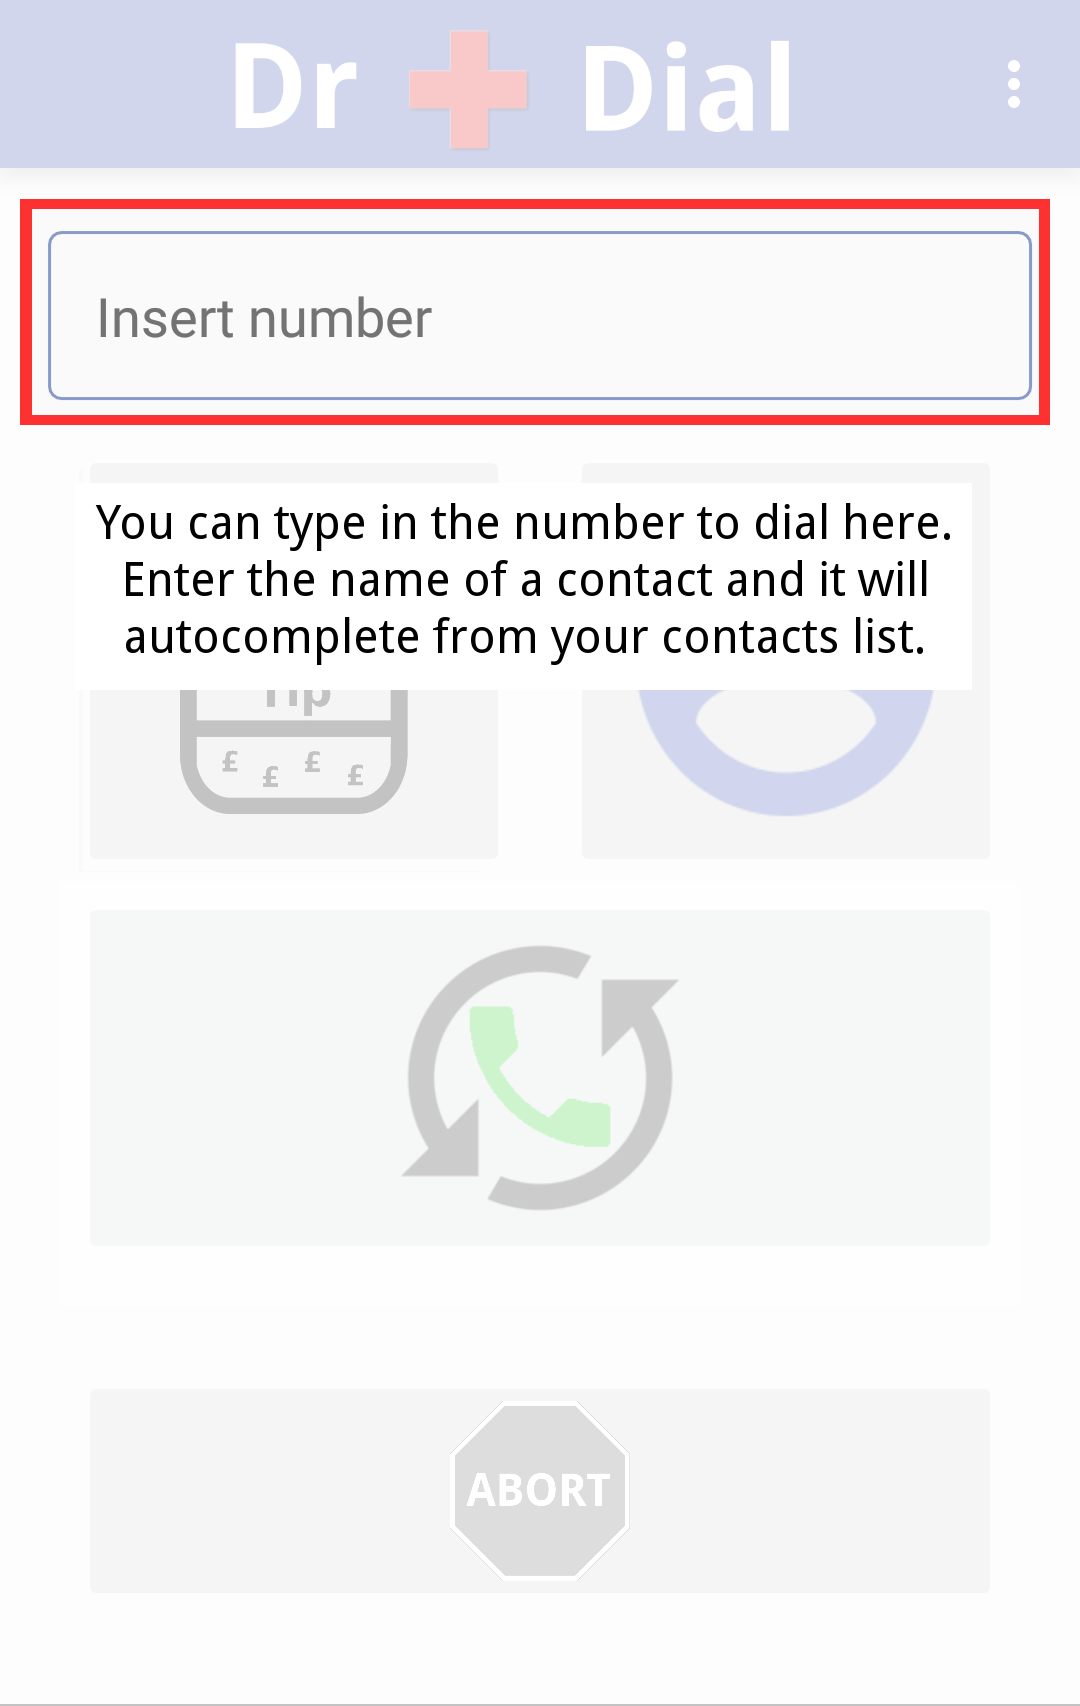 Dr Dial
Insert number
You can type in the number to dial here.
Enter the name of a contact and it will
autocomplete from your contacts list.
Tip
£ £ £ £
ABORT